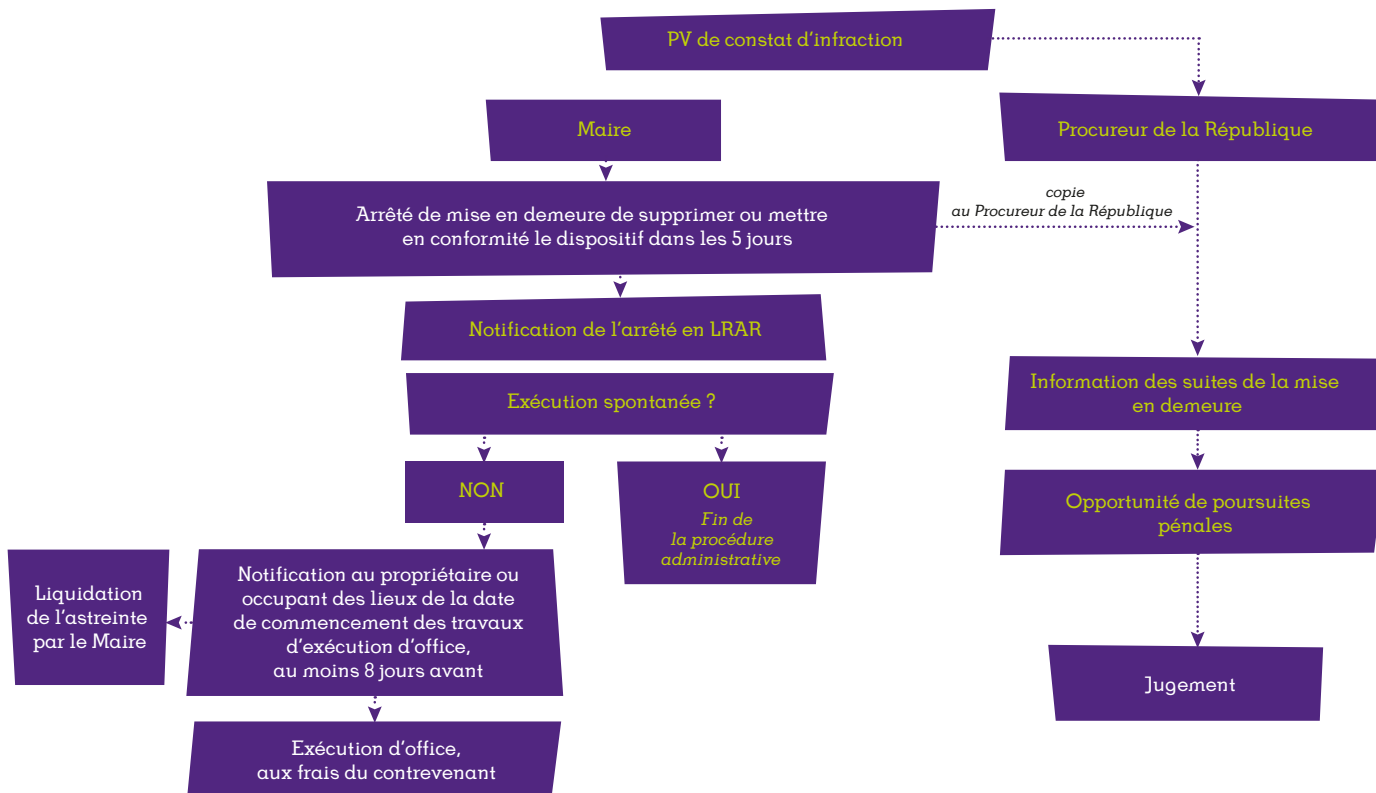 PV de constat d’infraction
Maire
Procureur de la République
Arrêté de mise en demeure de supprimer ou mettre
en conformité le dispositif dans les 5 jours
copie
au Procureur de la République
Notification de l’arrêté en LRAR
Exécution spontanée ?
Information des suites de la mise
en demeure
NON
OUI
Fin de
la procédure
administrative
Opportunité de poursuites
pénales
Liquidation
de l’astreinte
par le Maire
Notification au propriétaire ou
occupant des lieux de la date
de commencement des travaux
d’exécution d’office,
au moins 8 jours avant
Jugement
Exécution d’office,
aux frais du contrevenant